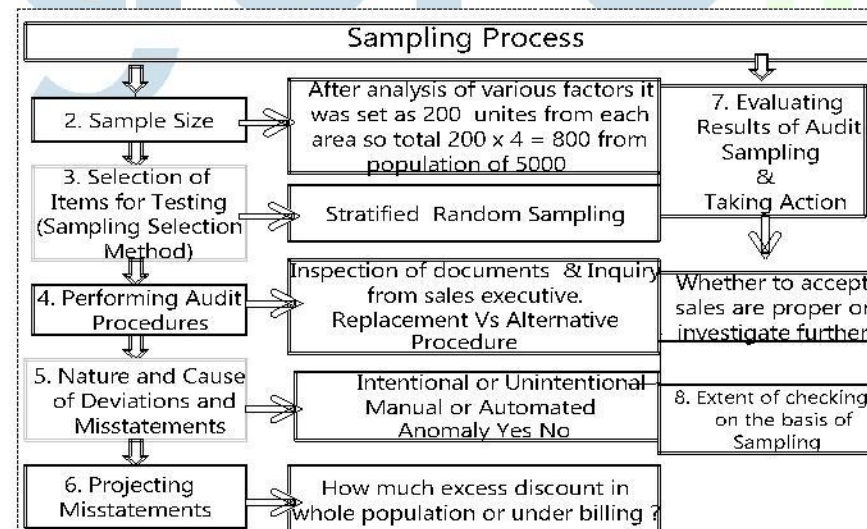 Sampling Process
2. Sample Size
After analysis of various factors it
was set as 200 unites from each
area so total 200 x 4 = 800 from
population of 5000
3. Selection of
Items for Testing
(Sampling Selection
Method)
Stratified Random Sampling
4. Performing Audit
Procedures
Inspection of documents & Inquiry
from sales executive.
Replacement Vs Alternative
Procedure
5. Nature and Cause
of Deviations and
Misstatements
Intentional or Unintentional
Manual or Automated
Anomaly Yes No
6. Projecting
Misstatements
How much excess discount in
whole population or under billing ?
7. Evaluating
Results of Audit
Sampling
&
Taking Action
Whether to accept
sales are proper or
investigate further
8. Extent of checking
on the basis of
Sampling